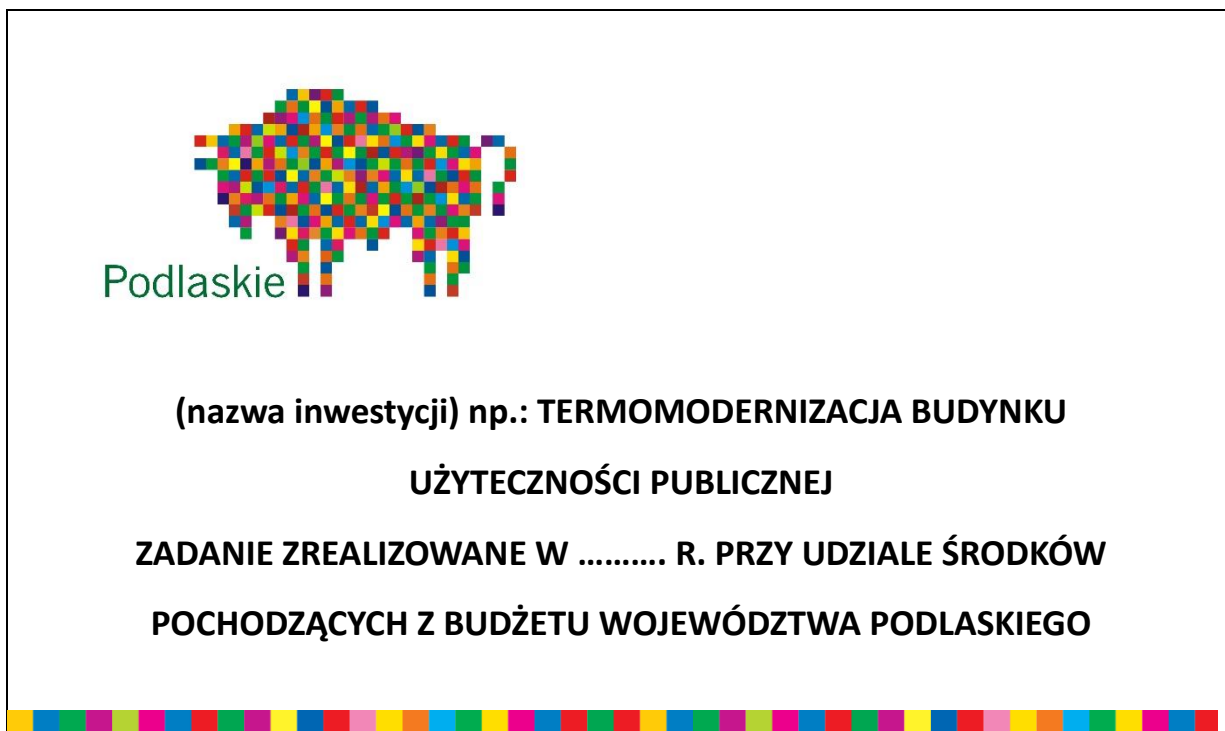 Podlaskie
(nazwa inwestycji) np.: TERMOMODERNIZACJA BUDYNKU
UŻYTECZNOŚCI PUBLICZNEJ
ZADANIE ZREALIZOWANE W .......... R. PRZY UDZIALE ŚRODKÓW
POCHODZĄCYCH Z BUDŻETU WOJEWÓDZTWA PODLASKIEGO